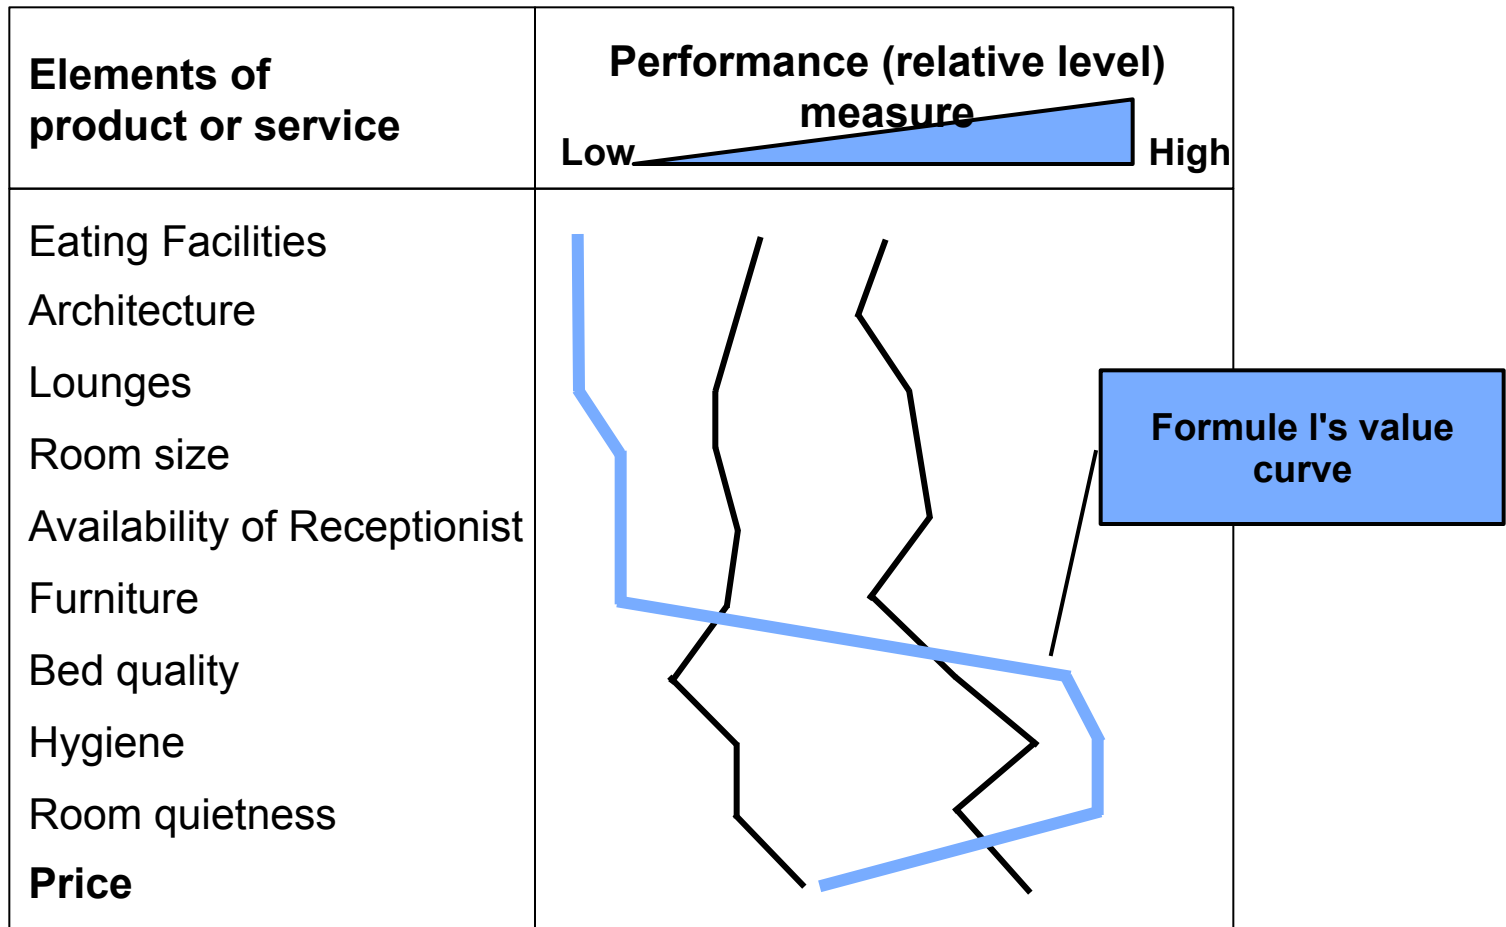 Elements of
product or service
Performance (relative level)
measure
Low
High
Eating Facilities
Architecture
Lounges
Room size
Availability of Receptionist
Furniture
Bed quality
Hygiene
Room quietness
Price
Formule I's value
curve